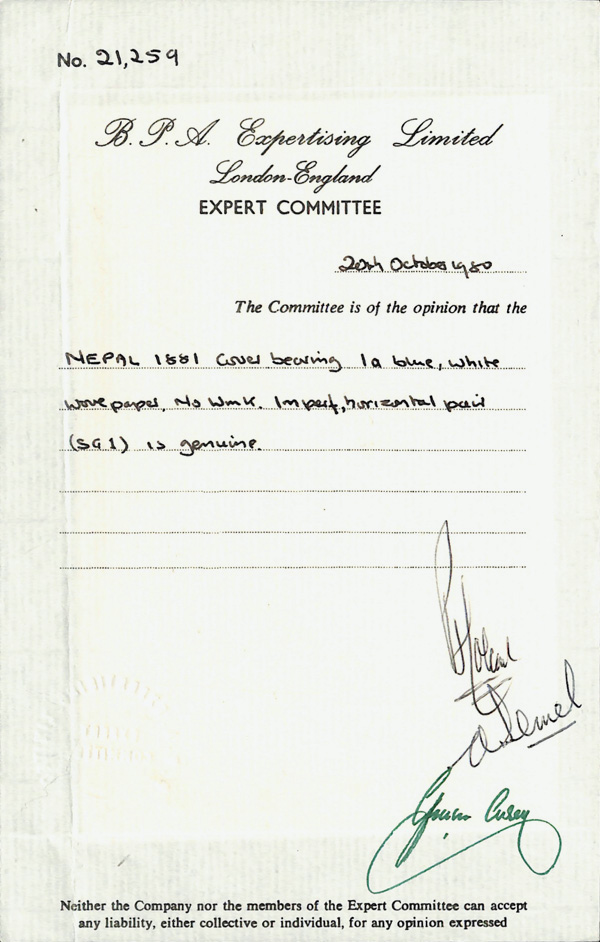 No. 21,259
B. P. A. Expertising Limited
London-England
EXPERT COMMITTEE
20th October 1980
The Committee is of the opinion that the
NEPAL 1881 Cover bearing 1a blue, white
wove paper, No Wmk. Imperf, horizontal pair
(SG1) is genuine.
Neither the Company nor the members of the Expert Committee can accept
any liability, either collective or individual, for any opinion expressed